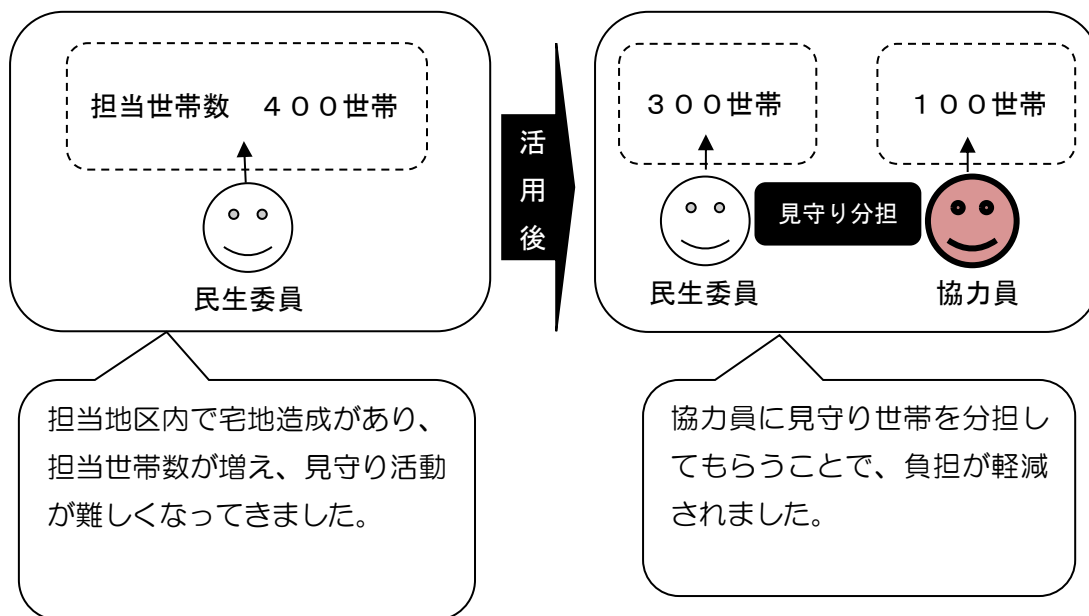 担当世帯数　４００世帯
民生委員
担当地区内で宅地造成があり、
担当世帯数が増え、見守り活動
が難しくなってきました。
活用後
３００世帯
１００世帯
見守り分担
民生委員
協力員
協力員に見守り世帯を分担し
てもらうことで、負担が軽減
されました。